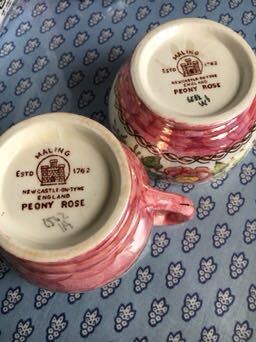 MALING
ESTD 1762
NEWCASTLE-ON-TYNE
ENGLAND
PEONY ROSE
MALING
ESTD 1762
NEWCASTLE-ON-TYNE
ENGLAND
PEONY ROSE